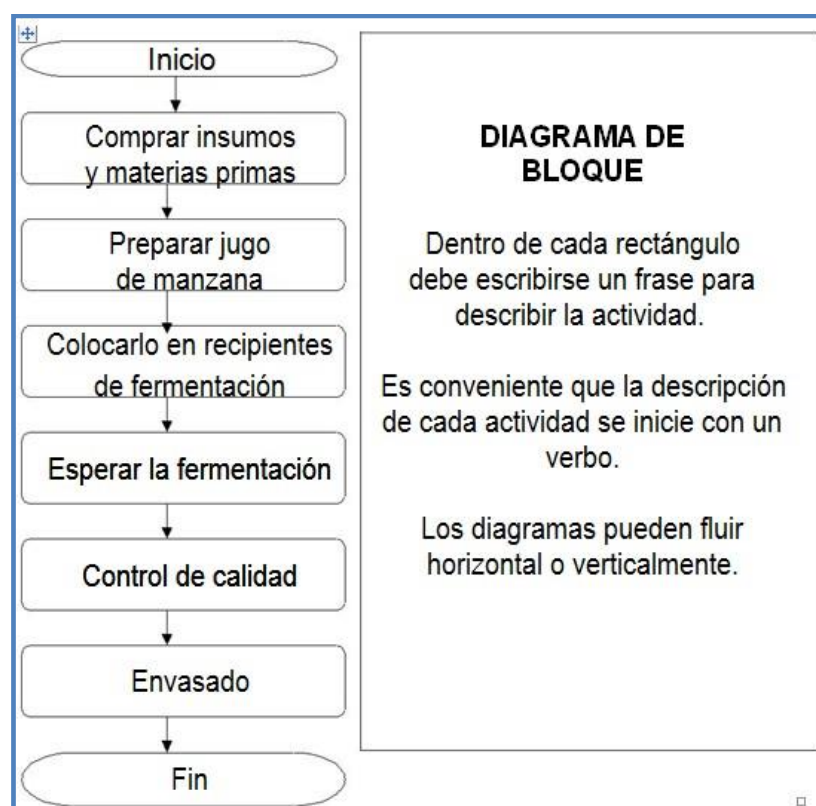 Inicio
Comprar insumos
y materias primas
Preparar jugo
de manzana
Colocarlo en recipientes
de fermentación
Esperar la fermentación
Control de calidad
Envasado
Fin
DIAGRAMA DE
BLOQUE
Dentro de cada rectángulo
debe escribirse un frase para
describir la actividad.
Es conveniente que la descripción
de cada actividad se inicie con un
verbo.
Los diagramas pueden fluir
horizontal o verticalmente.